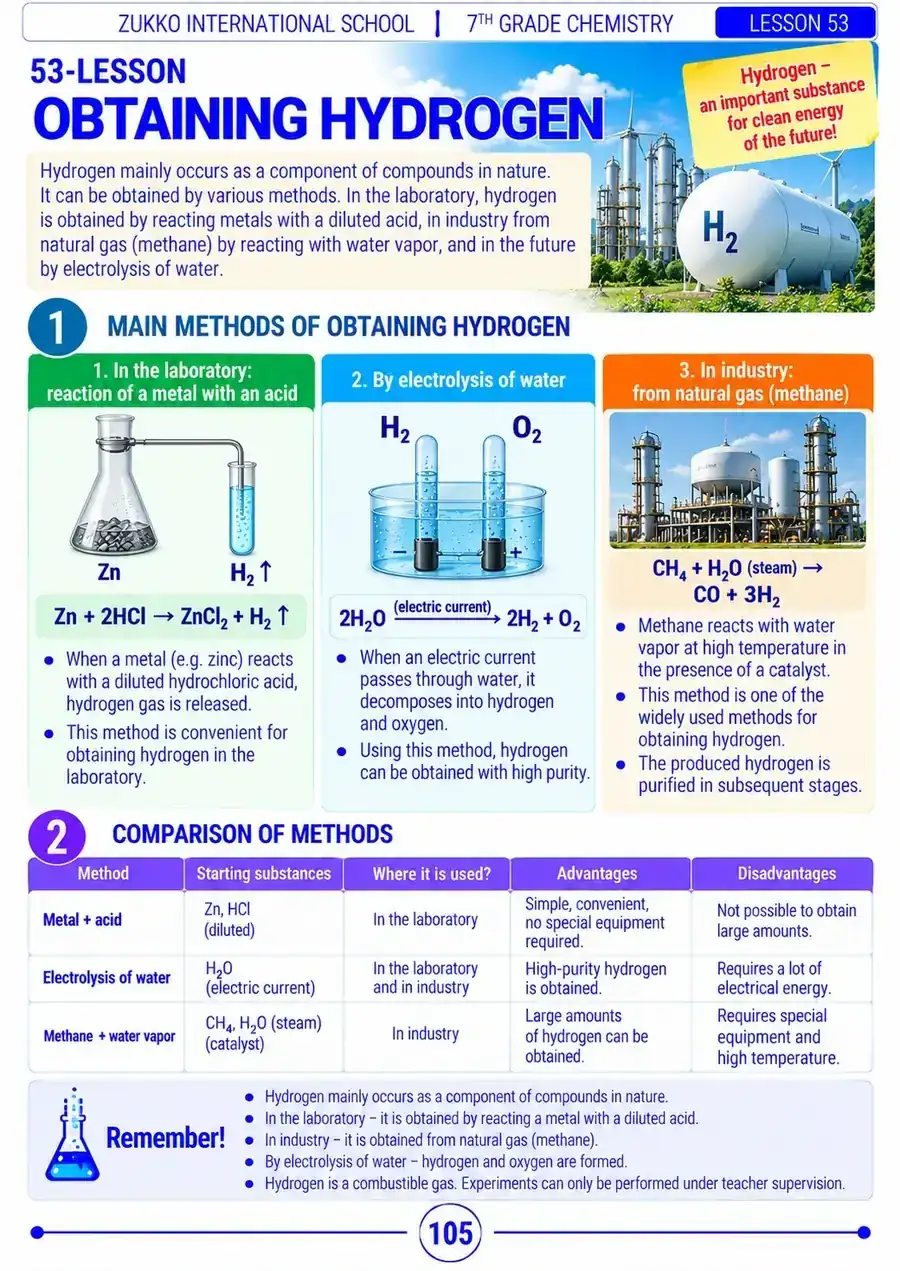 ZUKKO INTERNATIONAL SCHOOL | 7TH GRADE CHEMISTRY
LESSON 53
53-LESSON
OBTAINING HYDROGEN
Hydrogen –
an important substance
for clean energy
of the future!
Hydrogen mainly occurs as a component of compounds in nature.
It can be obtained by various methods. In the laboratory, hydrogen
is obtained by reacting metals with a diluted acid, in industry from
natural gas (methane) by reacting with water vapor, and in the future
by electrolysis of water.
H₂
1 MAIN METHODS OF OBTAINING HYDROGEN
1. In the laboratory:
reaction of a metal with an acid
Zn
H₂↑
Zn + 2HCl → ZnCl₂ + H₂↑
● When a metal (e.g. zinc) reacts
with a diluted hydrochloric acid,
hydrogen gas is released.
● This method is convenient for
obtaining hydrogen in the
laboratory.
2. By electrolysis of water
H₂ O₂
– +
(electric current)
2H₂O → 2H₂ + O₂
● When an electric current
passes through water, it
decomposes into hydrogen
and oxygen.
● Using this method, hydrogen
can be obtained with high purity.
3. In industry:
from natural gas (methane)
CH₄ + H₂O (steam) →
CO + 3H₂
● Methane reacts with water
vapor at high temperature in
the presence of a catalyst.
● This method is one of the
widely used methods for
obtaining hydrogen.
● The produced hydrogen is
purified in subsequent stages.
2 COMPARISON OF METHODS
Method
Starting substances
Where it is used?
Advantages
Disadvantages
Metal + acid
Zn, HCl
(diluted)
In the laboratory
Simple, convenient,
no special equipment
required.
Not possible to obtain
large amounts.
Electrolysis of water
H₂O
(electric current)
In the laboratory
and in industry
High-purity hydrogen
is obtained.
Requires a lot of
electrical energy.
Methane + water vapor
CH₄, H₂O (steam)
(catalyst)
In industry
Large amounts
of hydrogen can be
obtained.
Requires special
equipment and
high temperature.
Remember!
● Hydrogen mainly occurs as a component of compounds in nature.
● In the laboratory – it is obtained by reacting a metal with a diluted acid.
● In industry – it is obtained from natural gas (methane).
● By electrolysis of water – hydrogen and oxygen are formed.
● Hydrogen is a combustible gas. Experiments can only be performed under teacher supervision.
105